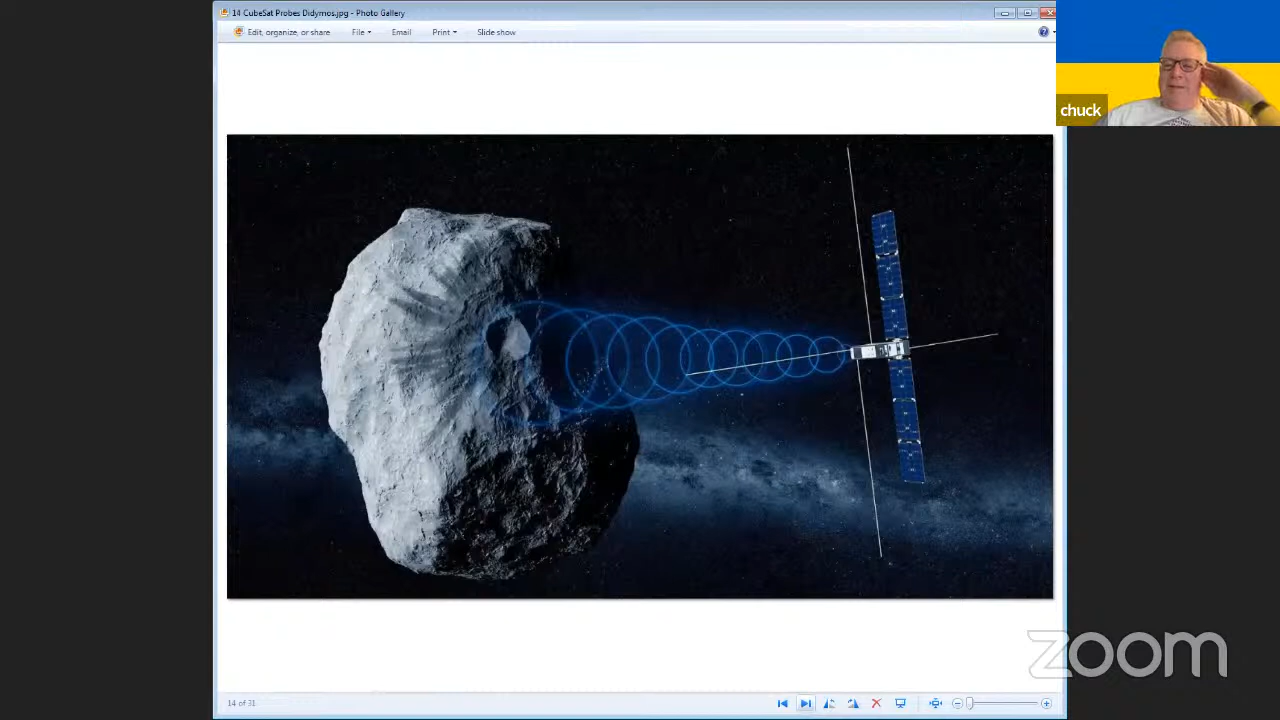 14 CubeSat Probes Didymos.jpg - Photo Gallery
Edit, organize, or share File Email Print Slide show
chuck
zoom
14 of 31